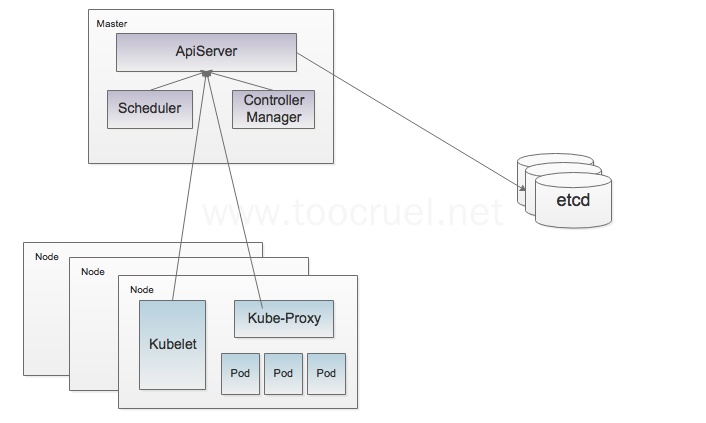 Master
ApiServer
Scheduler
Controller
Manager
www.toocruel.net
etcd
Node
Node
Node
Kubelet
Kube-Proxy
Pod
Pod
Pod